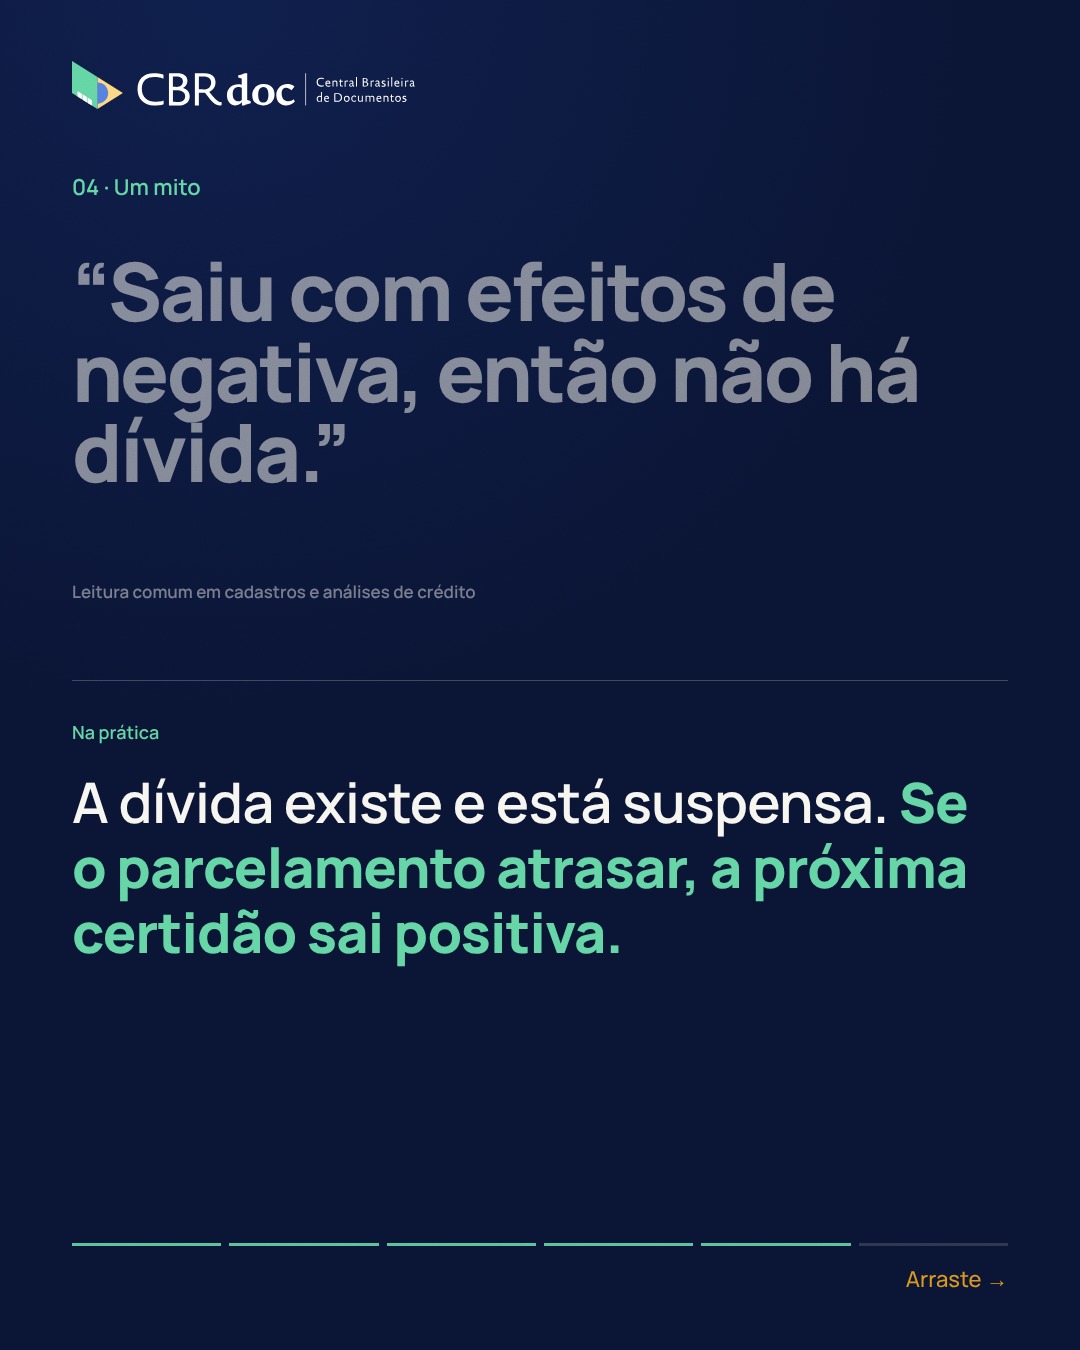 CBRdoc
Central Brasileira
de Documentos
04 · Um mito
“Saiu com efeitos de
negativa, então não há
dívida.”
Leitura comum em cadastros e análises de crédito
Na prática
A dívida existe e está suspensa. Se
o parcelamento atrasar, a próxima
certidão sai positiva.
Arraste →